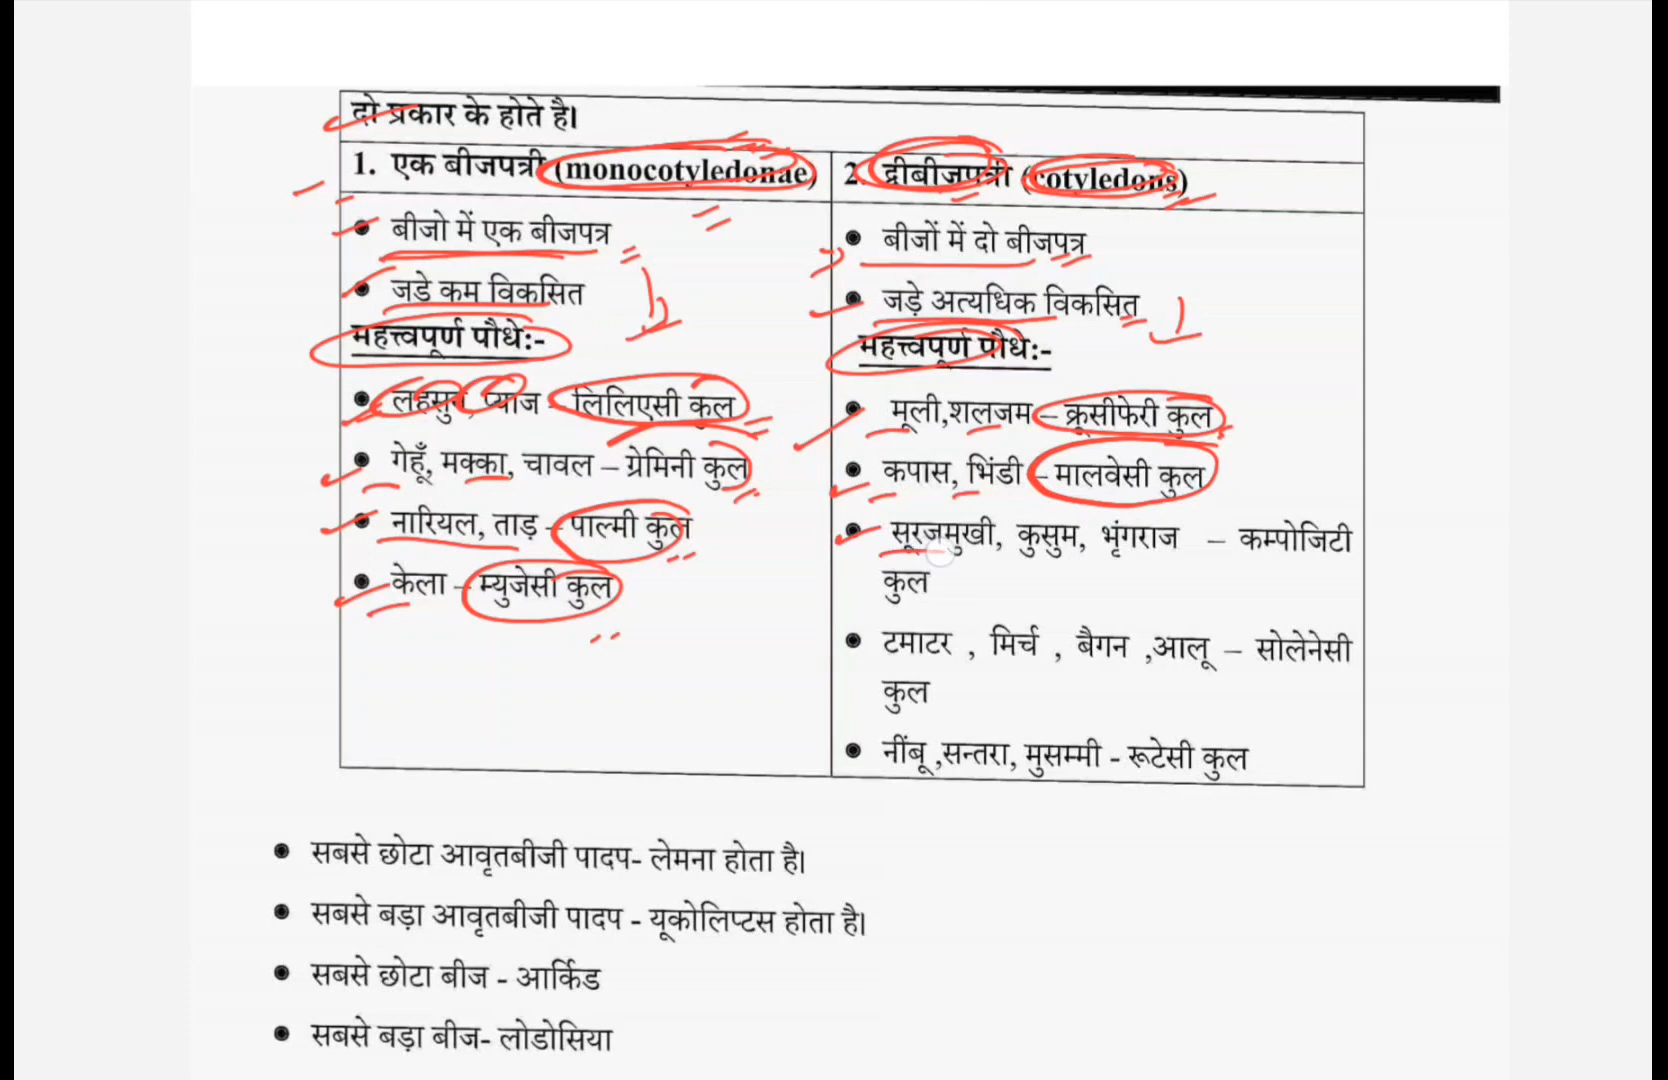 दो प्रकार के होते है।
1. एक बीजपत्री (monocotyledonae)
बीजो में एक बीजपत्र
जडे कम विकसित
महत्त्वपूर्ण पौधे:-
लहसुन, प्याज – लिलिएसी कुल
गेहूँ, मक्का, चावल – ग्रेमिनी कुल
नारियल, ताड़ – पाल्मी कुल
केला – म्युजेसी कुल
2. द्वीबीजपत्री (cotyledons)
बीजों में दो बीजपत्र
जड़े अत्यधिक विकसित
महत्त्वपूर्ण पौधे:-
मूली,शलजम – क्रूसीफेरी कुल
कपास, भिंडी – मालवेसी कुल
सूरजमुखी, कुसुम, भृंगराज – कम्पोजिटी
कुल
टमाटर , मिर्च , बैगन ,आलू – सोलेनेसी
कुल
नींबू ,सन्तरा, मुसम्मी - रूटेसी कुल
सबसे छोटा आवृतबीजी पादप- लेमना होता है।
सबसे बड़ा आवृतबीजी पादप - यूकोलिप्टस होता है।
सबसे छोटा बीज - आर्किड
सबसे बड़ा बीज- लोडोसिया